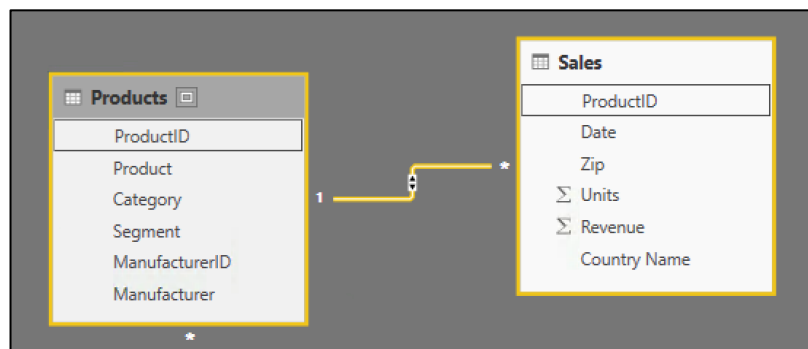 Products
ProductID
Product
Category
Segment
ManufacturerID
Manufacturer
*
1
*
Sales
ProductID
Date
Zip
Σ Units
Σ Revenue
Country Name